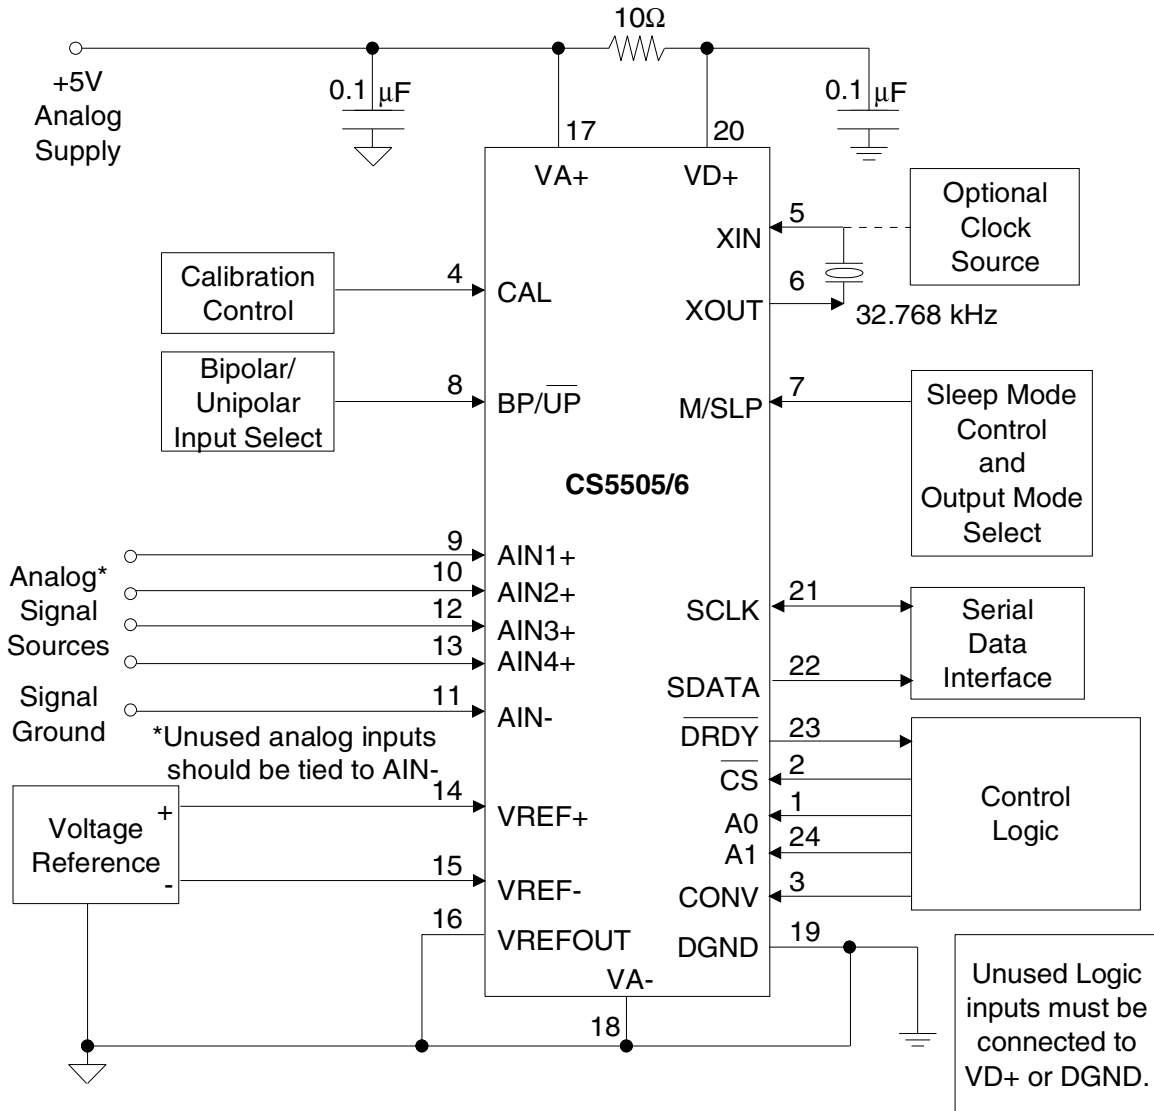 10Ω
+5V
Analog
Supply
0.1 µF
0.1 µF
17
20
VA+
VD+
Optional
Clock
Source
5
XIN
6
XOUT
32.768 kHz
Calibration
Control
4
CAL
Bipolar/
Unipolar
Input Select
8
BP/U̅P̅
7
M/SLP
Sleep Mode
Control
and
Output Mode
Select
CS5505/6
Analog*
Signal
Sources
9
AIN1+
10
AIN2+
12
AIN3+
13
AIN4+
Signal
Ground
11
AIN-
*Unused analog inputs
should be tied to AIN-
21
SCLK
22
SDATA
Serial
Data
Interface
23
D̅R̅D̅Y̅
2
C̅S̅
1
A0
24
A1
3
CONV
Control
Logic
Voltage
Reference
+
-
14
VREF+
15
VREF-
16
VREFOUT
19
DGND
VA-
18
Unused Logic
inputs must be
connected to
VD+ or DGND.